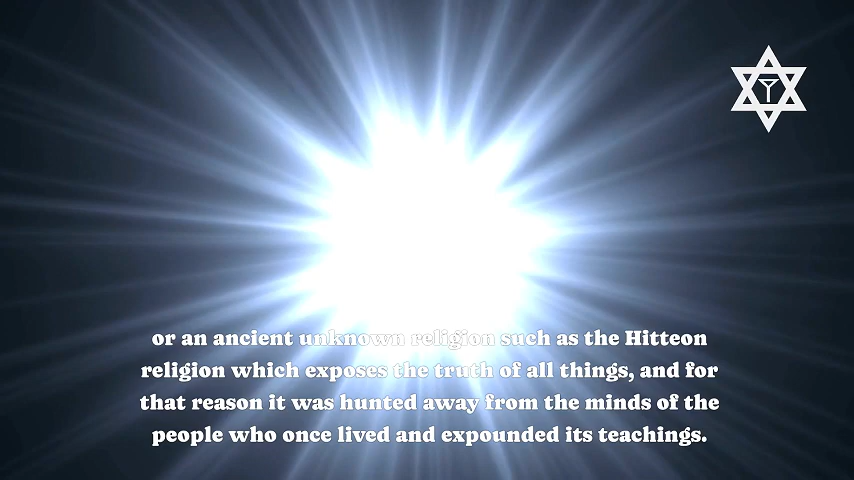 or an ancient unknown religion such as the Hitteon
religion which exposes the truth of all things, and for
that reason it was hunted away from the minds of the
people who once lived and expounded its teachings.